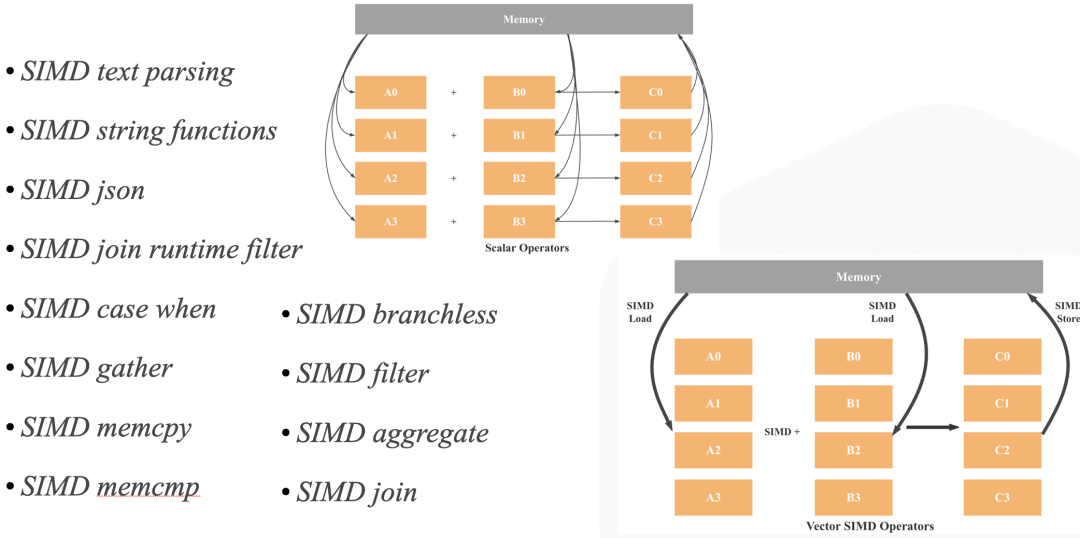 • SIMD text parsing
• SIMD string functions
• SIMD json
• SIMD join runtime filter
• SIMD case when
• SIMD gather
• SIMD memcpy
• SIMD memcmp
• SIMD branchless
• SIMD filter
• SIMD aggregate
• SIMD join
Memory
A0 + B0 C0
A1 + B1 C1
A2 + B2 C2
A3 + B3 C3
Scalar Operators
Memory
SIMD
Load
SIMD
Load
SIMD
Store
A0 B0 C0
A1 B1 C1
SIMD +
A2 B2 C2
A3 B3 C3
Vector SIMD Operators